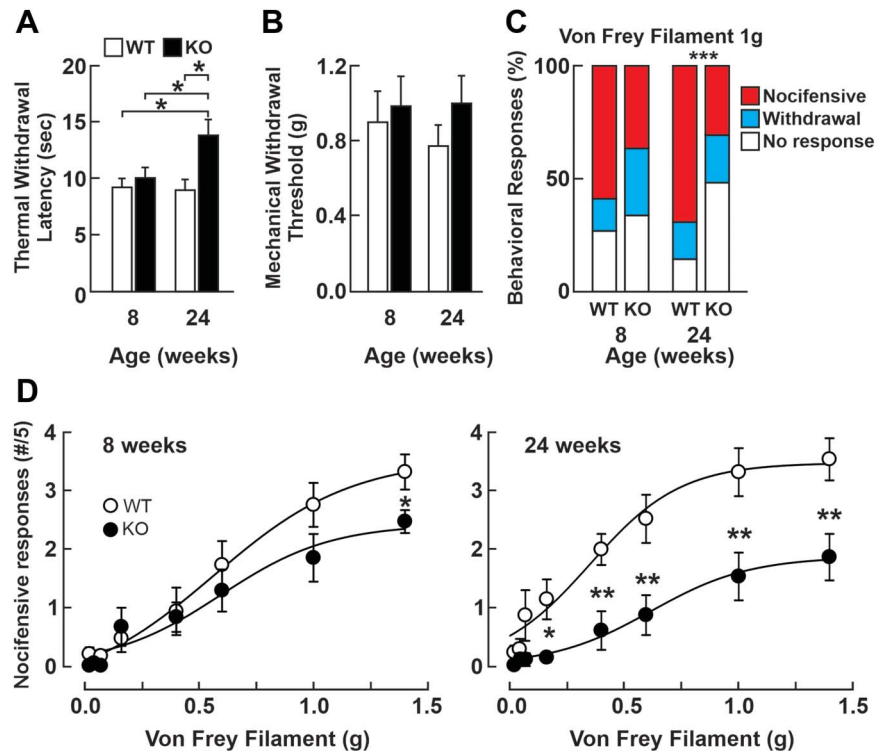 A
WT KO
Thermal Withdrawal
Latency (sec)
20
15
10
5
0
*
*
*
8 24
Age (weeks)
B
Mechanical Withdrawal
Threshold (g)
1.2
0.8
0.4
0.0
8 24
Age (weeks)
C
Von Frey Filament 1g
Behavioral Responses (%)
100
50
0
***
Nocifensive
Withdrawal
No response
WT KO WT KO
8 24
Age (weeks)
D
Nocifensive responses (#/5)
8 weeks
WT
KO
4
3
2
1
0
*
0.0 0.5 1.0 1.5
Von Frey Filament (g)
24 weeks
4
3
2
1
0
* ** ** ** **
0.0 0.5 1.0 1.5
Von Frey Filament (g)